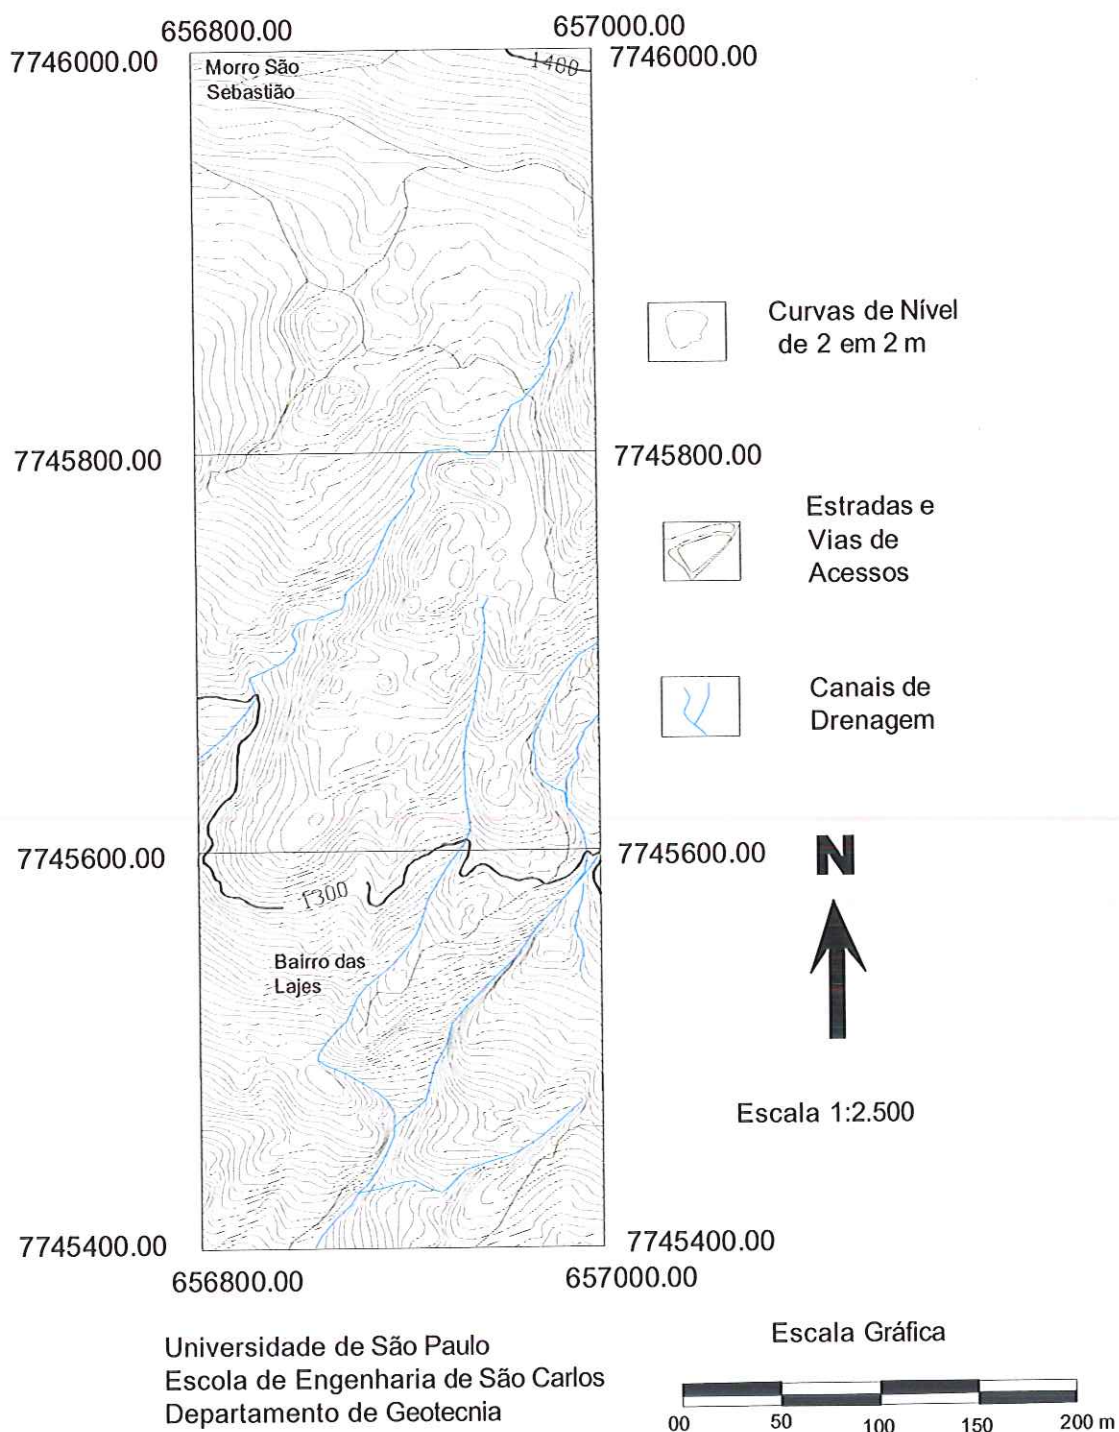 656800.00
657000.00
7746000.00
7746000.00
Morro São
Sebastião
1400
Curvas de Nível
de 2 em 2 m
7745800.00
7745800.00
Estradas e
Vias de
Acessos
Canais de
Drenagem
7745600.00
7745600.00
N
1300
Bairro das
Lajes
Escala 1:2.500
7745400.00
7745400.00
656800.00
657000.00
Universidade de São Paulo
Escola de Engenharia de São Carlos
Departamento de Geotecnia
Escala Gráfica
00 50 100 150 200 m